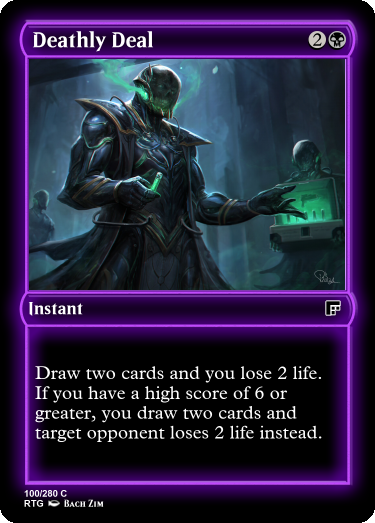 Deathly Deal 2
Instant
Draw two cards and you lose 2 life.
If you have a high score of 6 or
greater, you draw two cards and
target opponent loses 2 life instead.
100/280 C
RTG Bach Zim